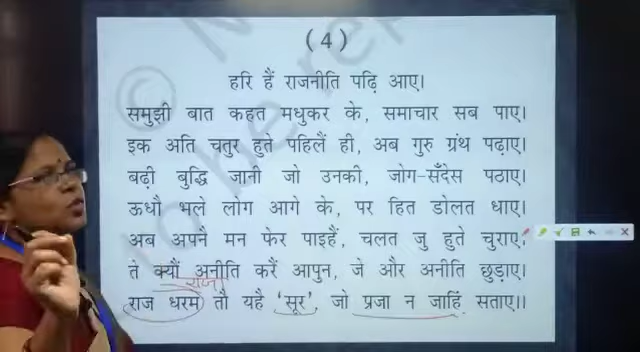 (4)
हरि हैं राजनीति पढ़ि आए।
समुझी बात कहत मधुकर के, समाचार सब पाए।
इक अति चतुर हुते पहिलैं ही, अब गुरु ग्रंथ पढ़ाए।
बढ़ी बुद्धि जानी जो उनकी, जोग-सँदेस पठाए।
ऊधौ भले लोग आगे के, पर हित डोलत धाए।
अब अपनै मन फेर पाइहैं, चलत जु हुते चुराए।
ते क्यौं अनीति करैं आपुन, जे और अनीति छुड़ाए।
राज धरम तौ यहै 'सूर', जो प्रजा न जाहिं सताए।।